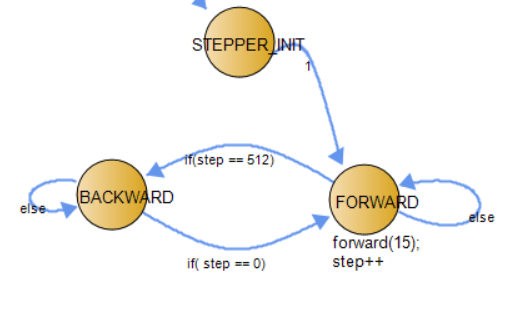 STEPPER_INIT
1
if(step == 512)
BACKWARD
else
FORWARD
else
forward(15);
step++
if( step == 0)